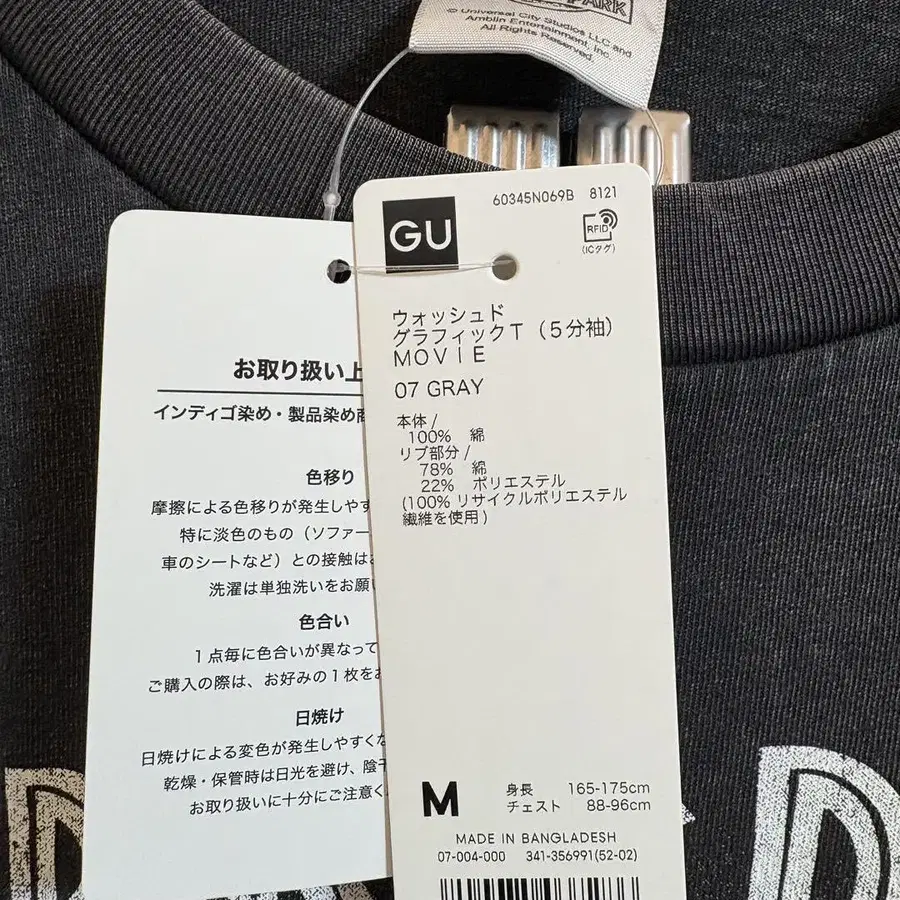 PARK
© Universal City Studios LLC and
Amblin Entertainment, Inc.
All Rights Reserved.
GU
60345N069B 8121
RFID
(ICタグ)
ウォッシュド
グラフィックT（5分袖）
MOVIE
07 GRAY
本体/
100% 綿
リブ部分/
78% 綿
22% ポリエステル
(100%リサイクルポリエステル
繊維を使用)
M
身長 165-175cm
チェスト 88-96cm
MADE IN BANGLADESH
07-004-000 341-356991(52-02)
お取り扱い上
インディゴ染め・製品染め商
色移り
摩擦による色移りが発生しやす
特に淡色のもの（ソファー
車のシートなど）との接触は
洗濯は単独洗いをお願い
色合い
1点毎に色合いが異なって
ご購入の際は、お好みの1枚を
日焼け
日焼けによる変色が発生しやすく
乾燥・保管時は日光を避け、陰干
お取り扱いに十分にご注意く
D